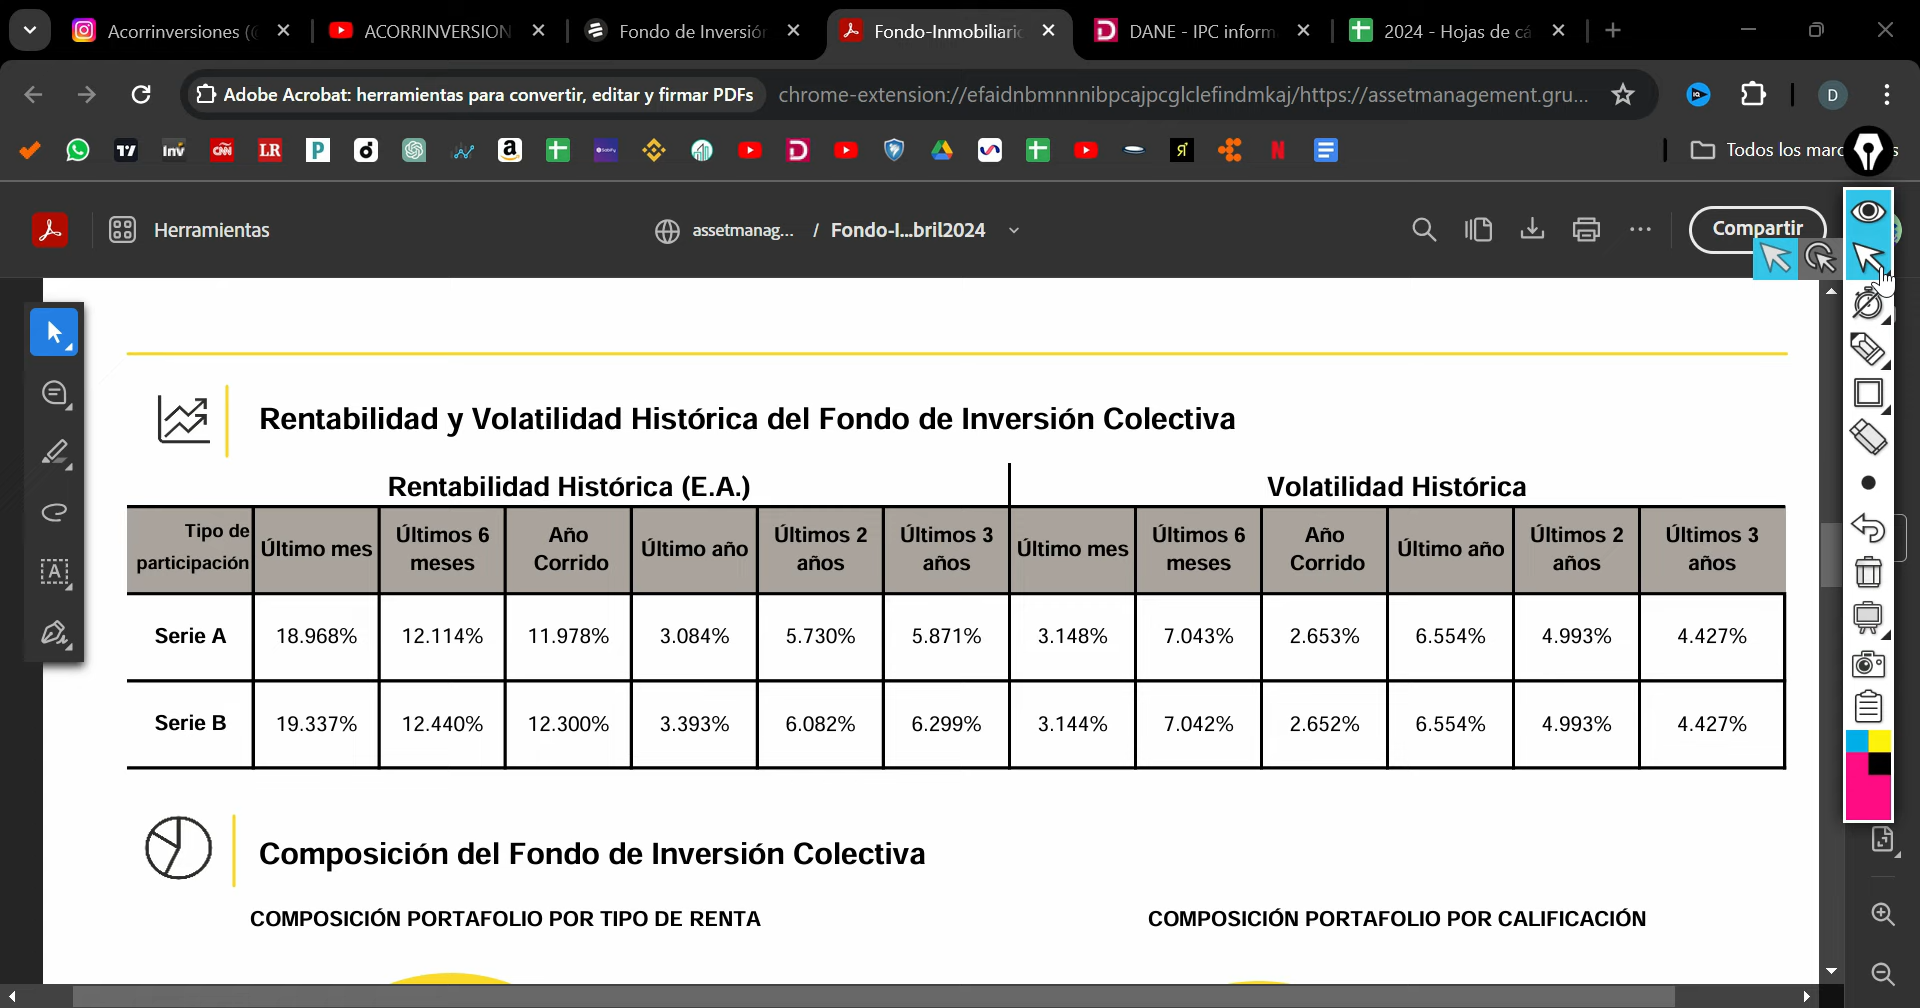 Acorrinversiones (
ACORRINVERSION
Fondo de Inversión
Fondo-Inmobiliari
DANE - IPC inform
2024 - Hojas de cá
Adobe Acrobat: herramientas para convertir, editar y firmar PDFs
chrome-extension://efaidnbmnnnibpcajpcglclefindmkaj/https://assetmanagement.gru...
D
Inv
CNN
LR
P
Todos los marc
s
Herramientas
assetmanag... / Fondo-I...bril2024
Compartir
Rentabilidad y Volatilidad Histórica del Fondo de Inversión Colectiva
Rentabilidad Histórica (E.A.)
Volatilidad Histórica
Tipo de participación
Último mes
Últimos 6 meses
Año Corrido
Último año
Últimos 2 años
Últimos 3 años
Último mes
Últimos 6 meses
Año Corrido
Último año
Últimos 2 años
Últimos 3 años
Serie A 18.968% 12.114% 11.978% 3.084% 5.730% 5.871% 3.148% 7.043% 2.653% 6.554% 4.993% 4.427%
Serie B 19.337% 12.440% 12.300% 3.393% 6.082% 6.299% 3.144% 7.042% 2.652% 6.554% 4.993% 4.427%
Composición del Fondo de Inversión Colectiva
COMPOSICIÓN PORTAFOLIO POR TIPO DE RENTA
COMPOSICIÓN PORTAFOLIO POR CALIFICACIÓN